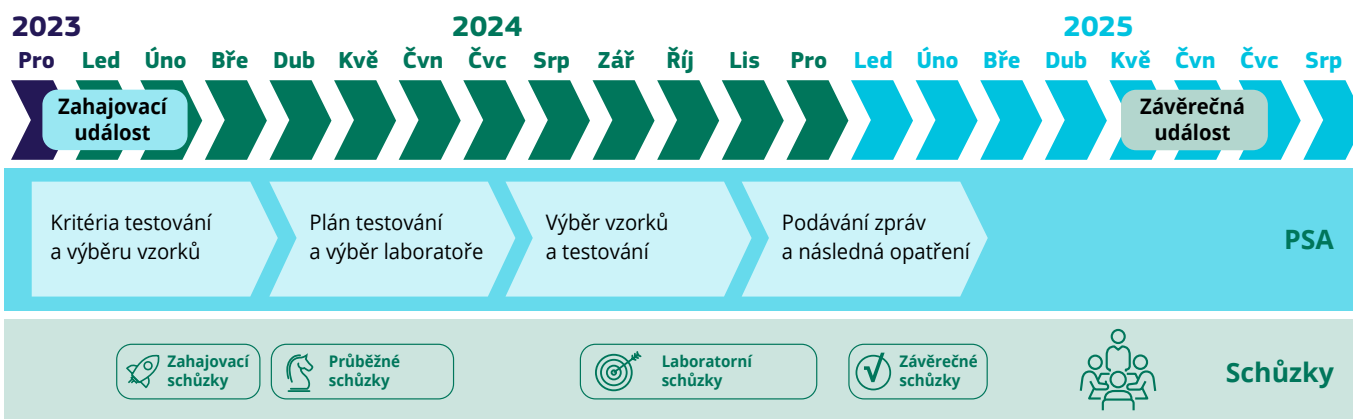 2023 2024 2025
Pro Led Úno Bře Dub Kvě Čvn Čvc Srp Zář Říj Lis Pro Led Úno Bře Dub Kvě Čvn Čvc Srp
Zahajovací
událost
Závěrečná
událost
Kritéria testování
a výběru vzorků
Plán testování
a výběr laboratoře
Výběr vzorků
a testování
Podávání zpráv
a následná opatření
PSA
Zahajovací
schůzky
Průběžné
schůzky
Laboratorní
schůzky
Závěrečné
schůzky
Schůzky